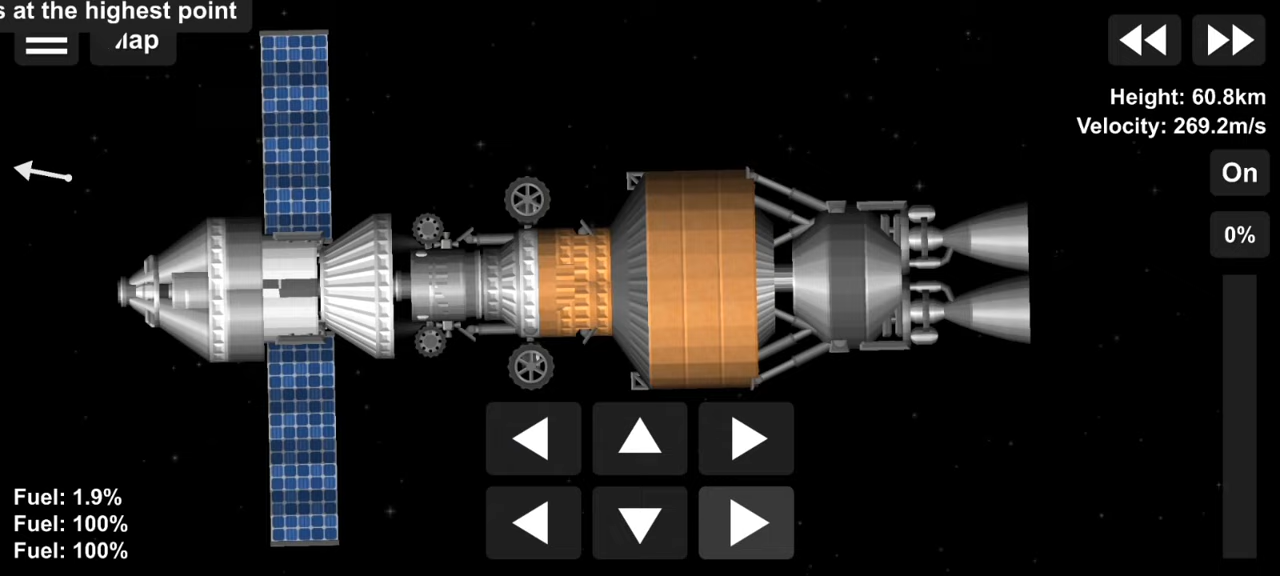 s at the highest point
Map
Height: 60.8km
Velocity: 269.2m/s
On
0%
Fuel: 1.9%
Fuel: 100%
Fuel: 100%